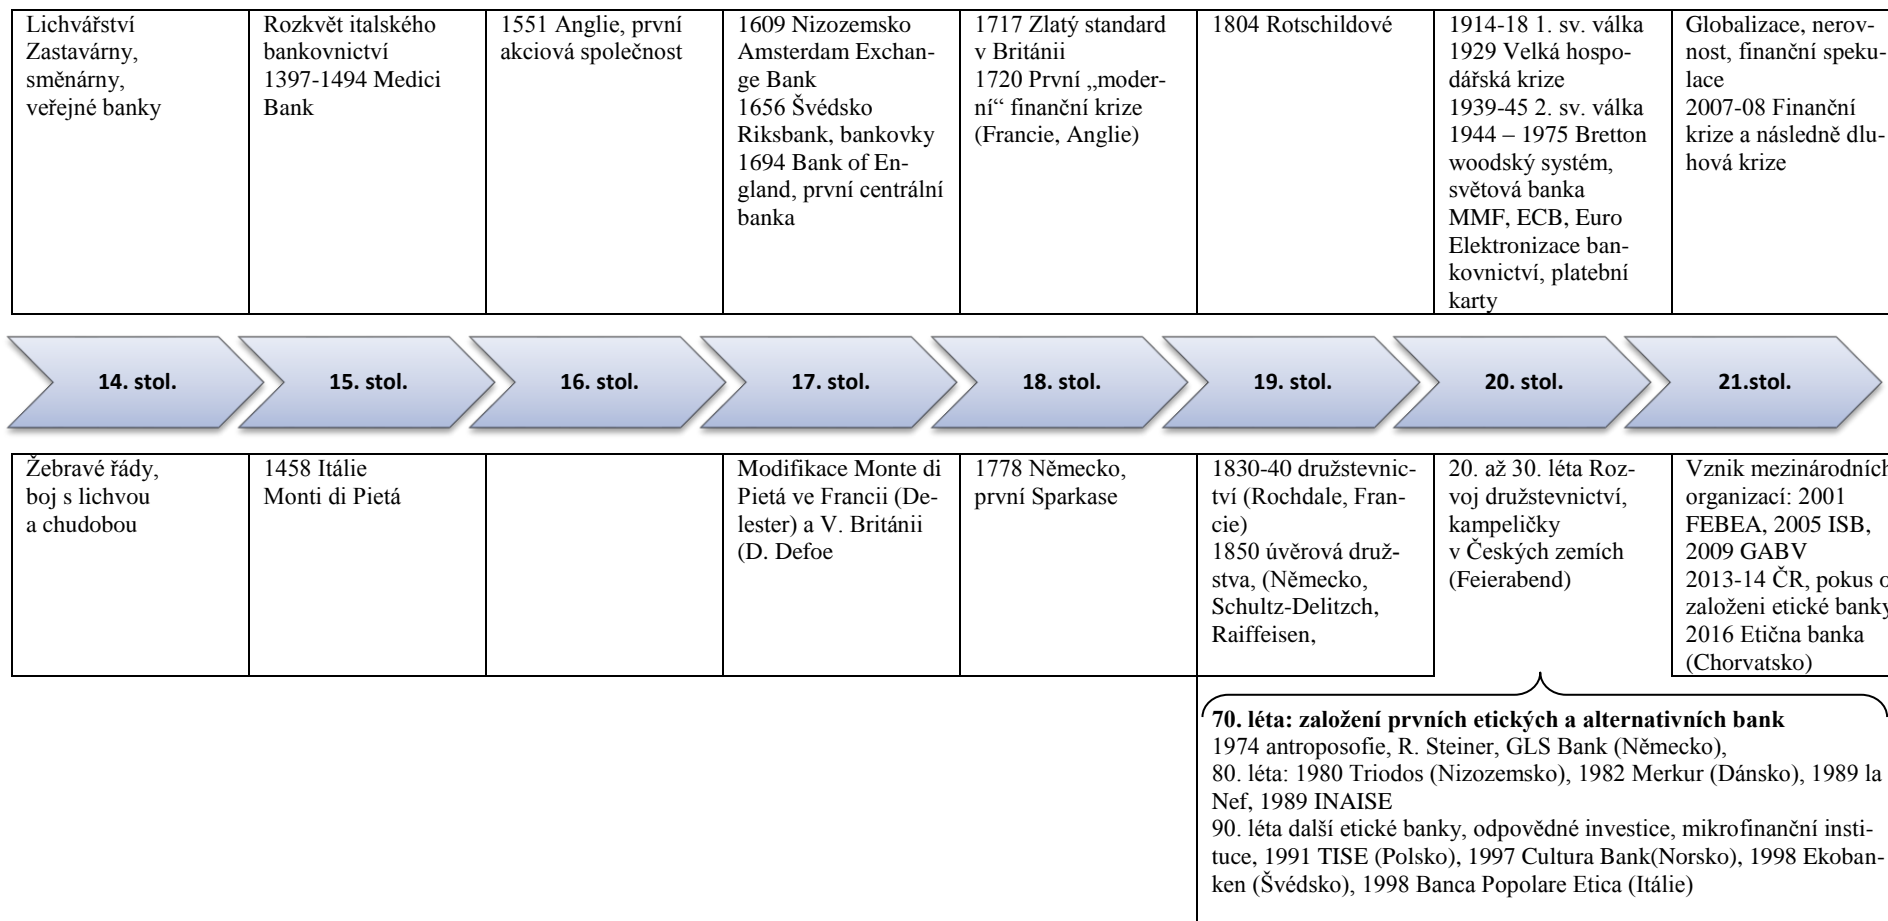 Lichvářství
Zastavárny,
směnárny,
veřejné banky
Rozkvět italského
bankovnictví
1397-1494 Medici
Bank
1551 Anglie, první
akciová společnost
1609 Nizozemsko
Amsterdam Exchan-
ge Bank
1656 Švédsko
Riksbank, bankovky
1694 Bank of En-
gland, první centrální
banka
1717 Zlatý standard
v Británii
1720 První „moder-
ní“ finanční krize
(Francie, Anglie)
1804 Rotschildové
1914-18 1. sv. válka
1929 Velká hospo-
dářská krize
1939-45 2. sv. válka
1944 – 1975 Bretton
woodský systém,
světová banka
MMF, ECB, Euro
Elektronizace ban-
kovnictví, platební
karty
Globalizace, nerov-
nost, finanční speku-
lace
2007-08 Finanční
krize a následně dlu-
hová krize
14. stol.
15. stol.
16. stol.
17. stol.
18. stol.
19. stol.
20. stol.
21.stol.
Žebravé řády,
boj s lichvou
a chudobou
1458 Itálie
Monti di Pietá
Modifikace Monte di
Pietá ve Francii (De-
lester) a V. Británii
(D. Defoe
1778 Německo,
první Sparkase
1830-40 družstevnic-
tví (Rochdale, Fran-
cie)
1850 úvěrová druž-
stva, (Německo,
Schultz-Delitzch,
Raiffeisen,
20. až 30. léta Roz-
voj družstevnictví,
kampeličky
v Českých zemích
(Feierabend)
Vznik mezinárodních
organizací: 2001
FEBEA, 2005 ISB,
2009 GABV
2013-14 ČR, pokus o
založeni etické banky
2016 Etična banka
(Chorvatsko)
70. léta: založení prvních etických a alternativních bank
1974 antroposofie, R. Steiner, GLS Bank (Německo),
80. léta: 1980 Triodos (Nizozemsko), 1982 Merkur (Dánsko), 1989 la
Nef, 1989 INAISE
90. léta další etické banky, odpovědné investice, mikrofinanční insti-
tuce, 1991 TISE (Polsko), 1997 Cultura Bank(Norsko), 1998 Ekoban-
ken (Švédsko), 1998 Banca Popolare Etica (Itálie)